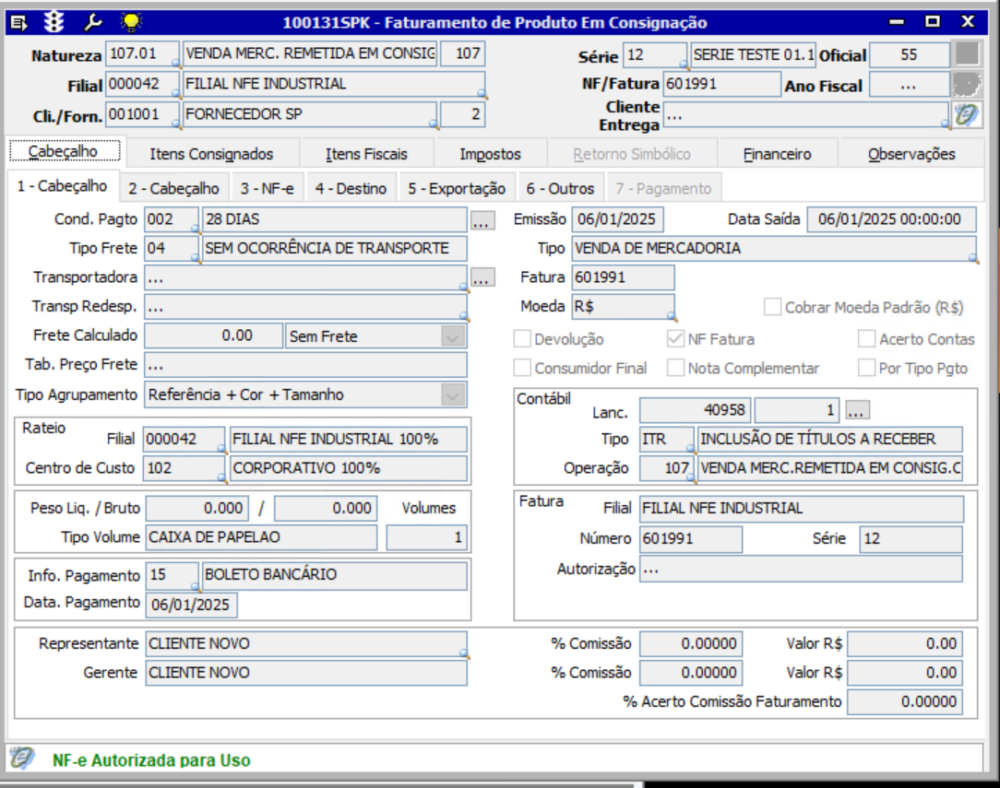 100131SPK - Faturamento de Produto Em Consignação
Natureza 107.01 VENDA MERC. REMETIDA EM CONSIG 107 Série 12 SERIE TESTE 01.1 Oficial 55
Filial 000042 FILIAL NFE INDUSTRIAL NF/Fatura 601991 Ano Fiscal ...
Cli./Forn. 001001 FORNECEDOR SP 2 Cliente Entrega ...
Cabeçalho Itens Consignados Itens Fiscais Impostos Retorno Simbólico Financeiro Observações
1 - Cabeçalho 2 - Cabeçalho 3 - NF-e 4 - Destino 5 - Exportação 6 - Outros 7 - Pagamento
Cond. Pagto 002 28 DIAS ... Emissão 06/01/2025 Data Saída 06/01/2025 00:00:00
Tipo Frete 04 SEM OCORRÊNCIA DE TRANSPORTE Tipo VENDA DE MERCADORIA
Transportadora ... ... Fatura 601991
Transp Redesp. ... Moeda R$ Cobrar Moeda Padrão (R$)
Frete Calculado 0.00 Sem Frete Devolução NF Fatura Acerto Contas
Tab. Preço Frete ... Consumidor Final Nota Complementar Por Tipo Pgto
Tipo Agrupamento Referência + Cor + Tamanho
Contábil
Lanc. 40958 1 ...
Rateio
Filial 000042 FILIAL NFE INDUSTRIAL 100% Tipo ITR INCLUSÃO DE TÍTULOS A RECEBER
Centro de Custo 102 CORPORATIVO 100% Operação 107 VENDA MERC.REMETIDA EM CONSIG.C
Peso Liq. / Bruto 0.000 / 0.000 Volumes Fatura Filial FILIAL NFE INDUSTRIAL
Tipo Volume CAIXA DE PAPELAO 1 Número 601991 Série 12
Info. Pagamento 15 BOLETO BANCÁRIO Autorização ...
Data. Pagamento 06/01/2025
Representante CLIENTE NOVO % Comissão 0.00000 Valor R$ 0.00
Gerente CLIENTE NOVO % Comissão 0.00000 Valor R$ 0.00
% Acerto Comissão Faturamento 0.00000
NF-e Autorizada para Uso